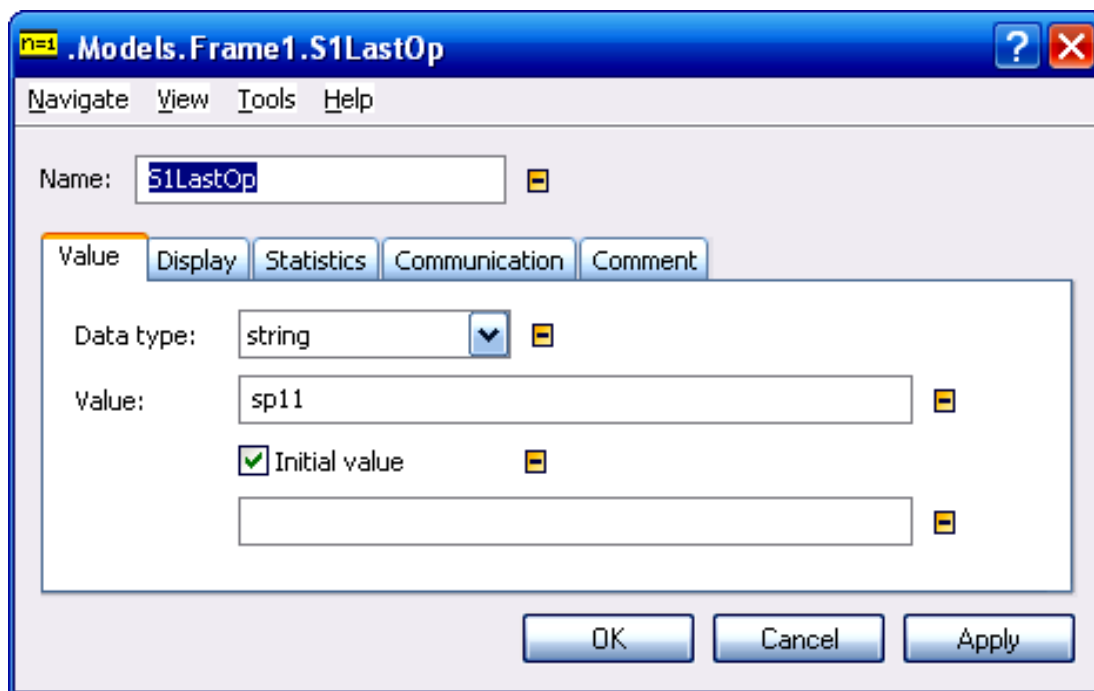 n=1 .Models.Frame1.S1LastOp ?
Navigate View Tools Help
Name: S1LastOp
Value Display Statistics Communication Comment
Data type: string
Value: sp11
Initial value
OK Cancel Apply